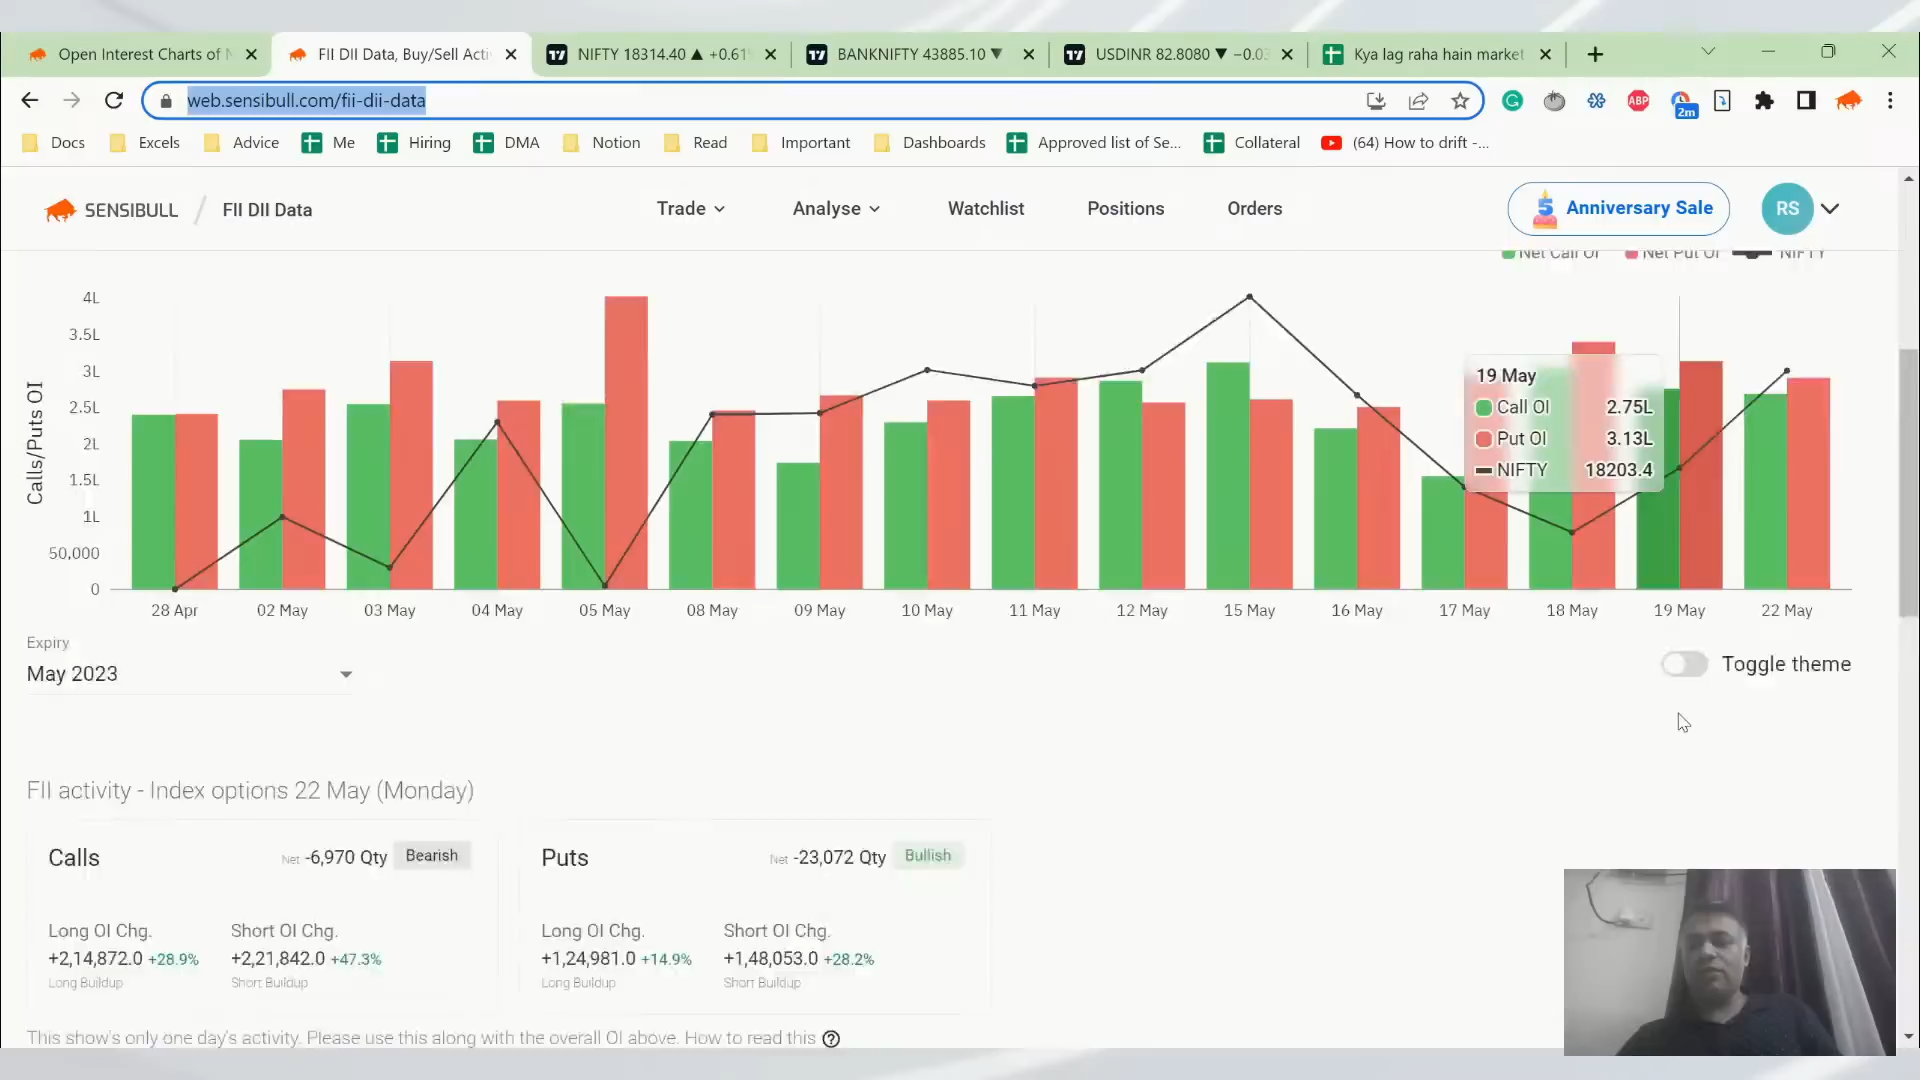 Open Interest Charts of N
FII DII Data, Buy/Sell Acti
NIFTY 18314.40 ▲ +0.61%
BANKNIFTY 43885.10 ▼
USDINR 82.8080 ▼ −0.03
Kya lag raha hain market
web.sensibull.com/fii-dii-data
ABP
2m
Docs
Excels
Advice
Me
Hiring
DMA
Notion
Read
Important
Dashboards
Approved list of Se...
Collateral
(64) How to drift -...
SENSIBULL / FII DII Data
Trade
Analyse
Watchlist
Positions
Orders
5 Anniversary Sale
RS
Net Call OI
Net Put OI
NIFTY
Calls/Puts OI
4L
3.5L
3L
2.5L
2L
1.5L
1L
50,000
0
19 May
Call OI 2.75L
Put OI 3.13L
NIFTY 18203.4
28 Apr
02 May
03 May
04 May
05 May
08 May
09 May
10 May
11 May
12 May
15 May
16 May
17 May
18 May
19 May
22 May
Expiry
May 2023
Toggle theme
FII activity - Index options 22 May (Monday)
Calls
Net -6,970 Qty Bearish
Long OI Chg.
+2,14,872.0 +28.9%
Long Buildup
Short OI Chg.
+2,21,842.0 +47.3%
Short Buildup
Puts
Net -23,072 Qty Bullish
Long OI Chg.
+1,24,981.0 +14.9%
Long Buildup
Short OI Chg.
+1,48,053.0 +28.2%
Short Buildup
This show's only one day's activity. Please use this along with the overall OI above. How to read this ?